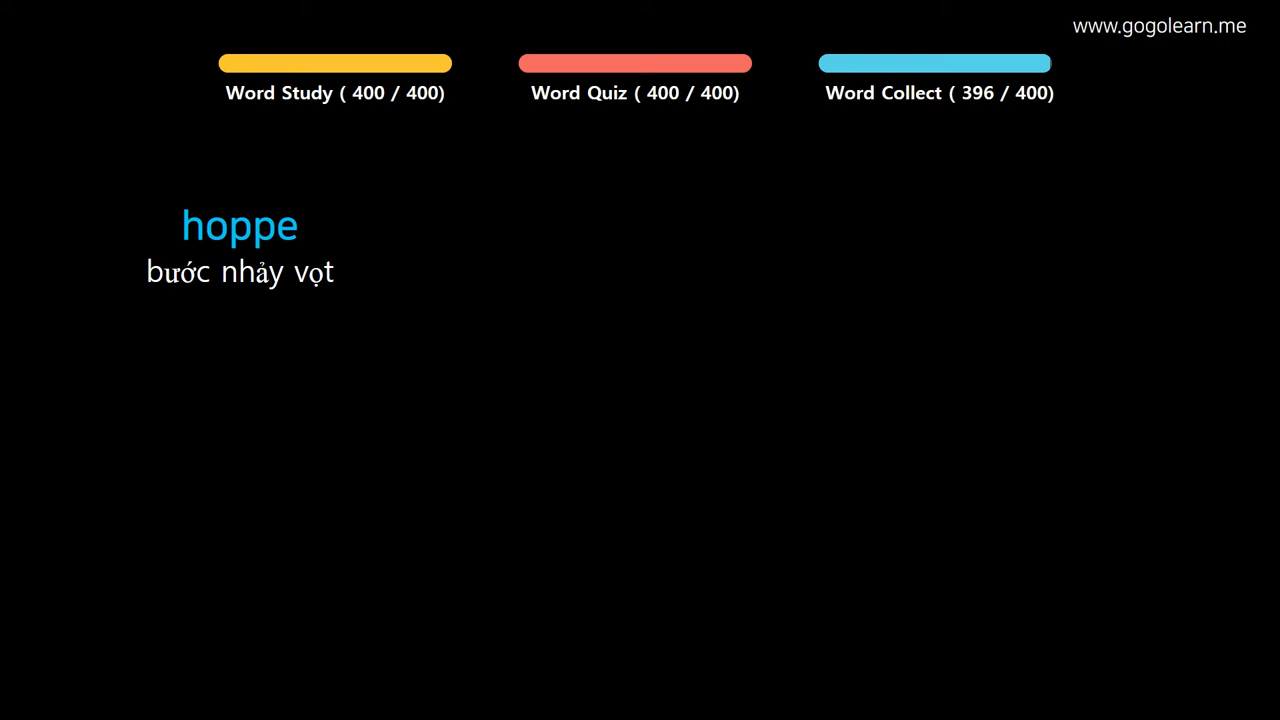 www.gogolearn.me
Word Study ( 400 / 400)
Word Quiz ( 400 / 400)
Word Collect ( 396 / 400)
hoppe
bước nhảy vọt